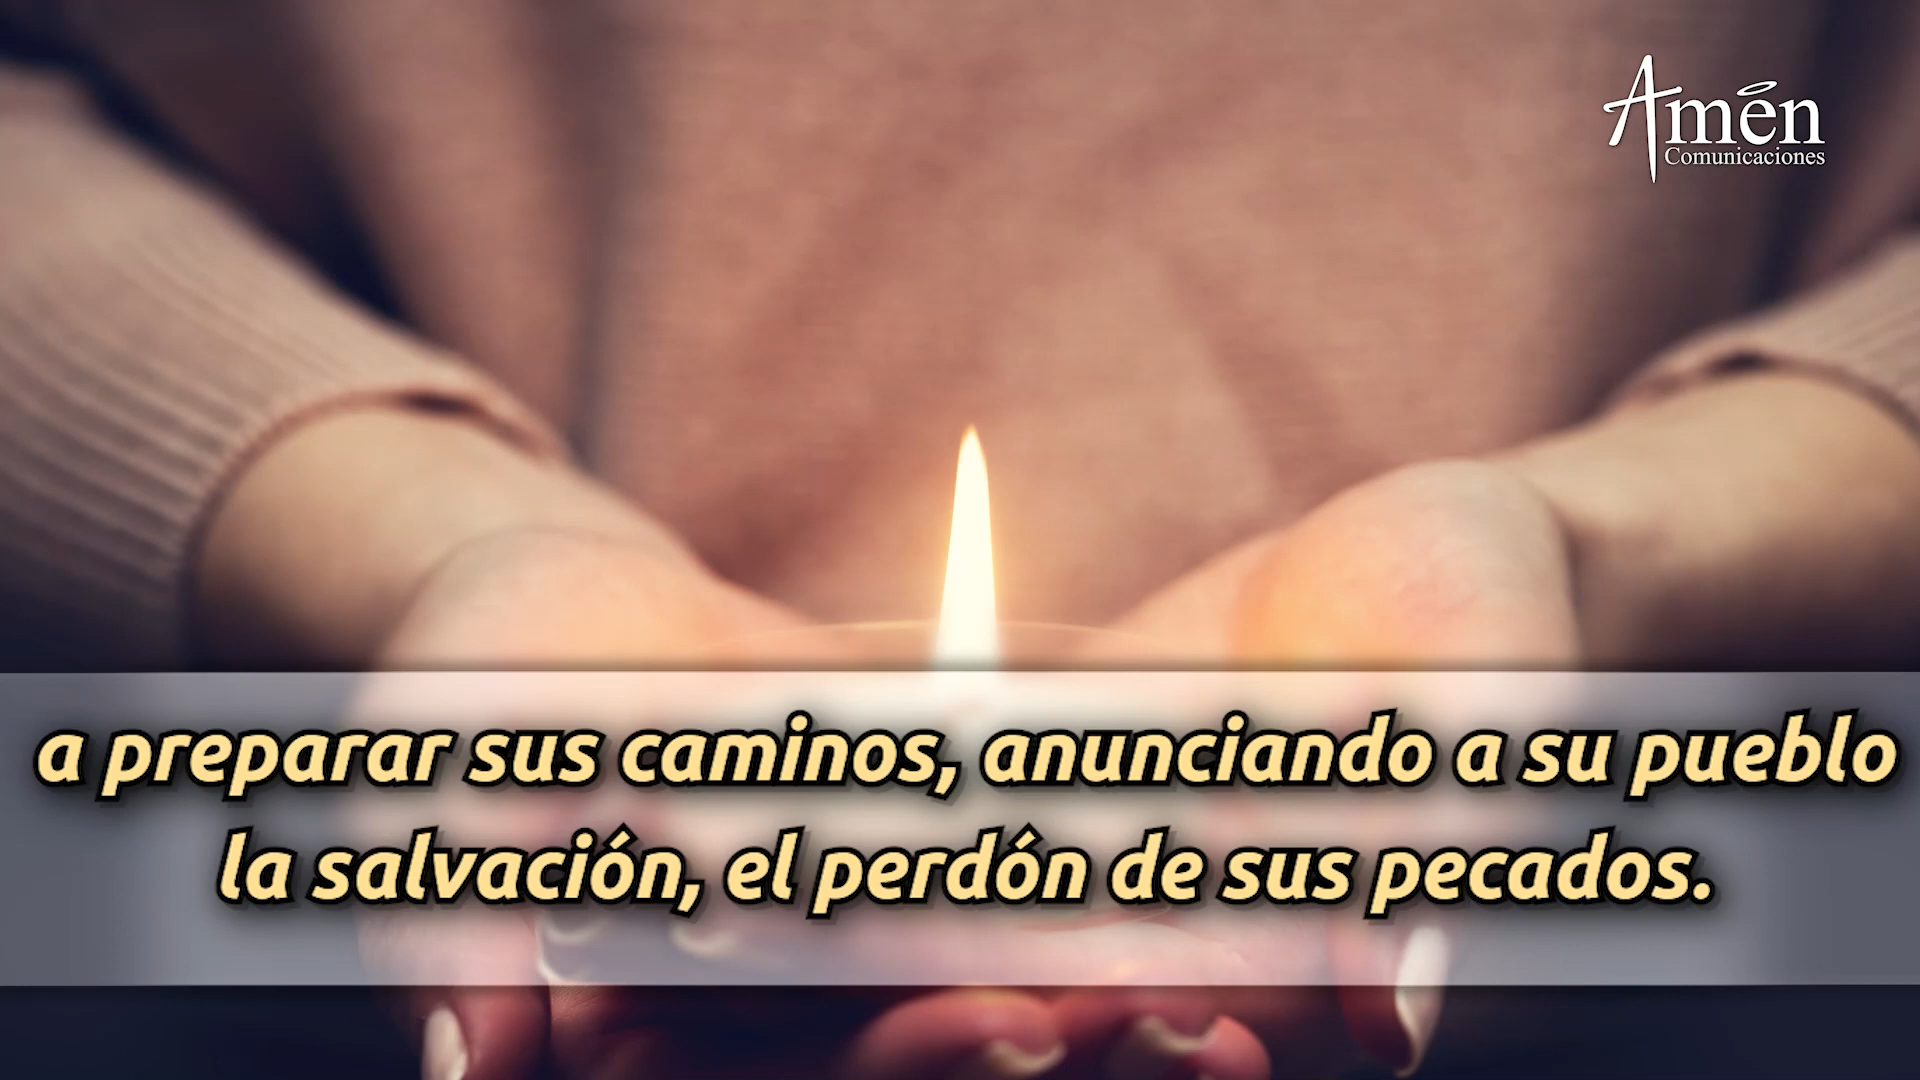 Amén
Comunicaciones
a preparar sus caminos, anunciando a su pueblo
la salvación, el perdón de sus pecados.